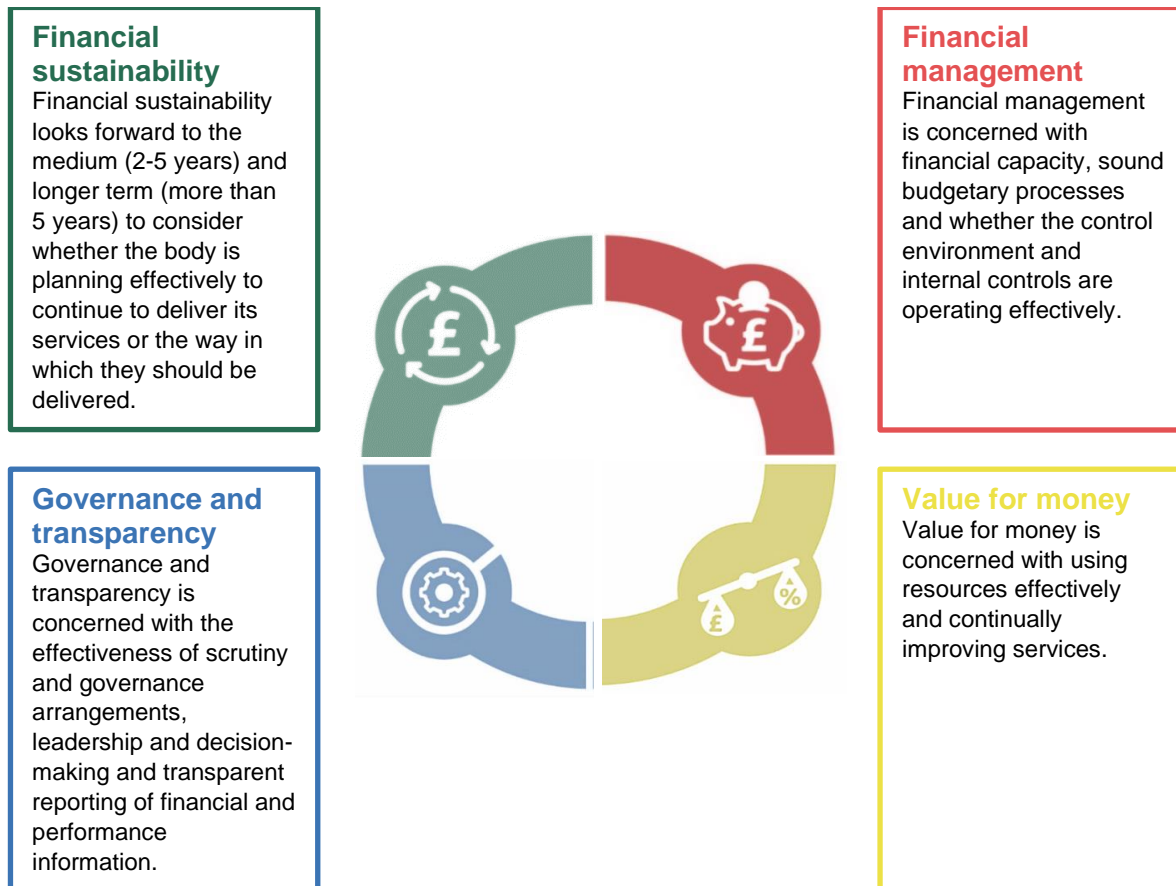 Financial
sustainability
Financial sustainability
looks forward to the
medium (2-5 years) and
longer term (more than
5 years) to consider
whether the body is
planning effectively to
continue to deliver its
services or the way in
which they should be
delivered.
Financial
management
Financial management
is concerned with
financial capacity, sound
budgetary processes
and whether the control
environment and
internal controls are
operating effectively.
£
£
Governance and
transparency
Governance and
transparency is
concerned with the
effectiveness of scrutiny
and governance
arrangements,
leadership and decision-
making and transparent
reporting of financial and
performance
information.
£
%
Value for money
Value for money is
concerned with using
resources effectively
and continually
improving services.